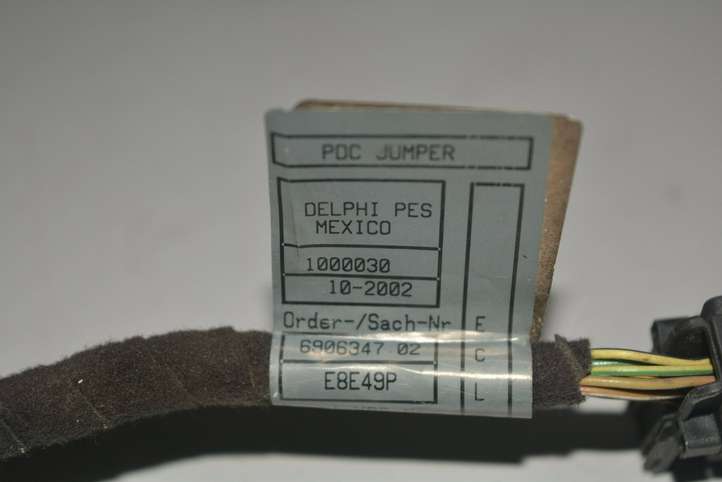 PDC JUMPER
DELPHI PES
MEXICO
1000030
10-2002
Order-/Sach-Nr
6906347 02
E8E49P
E
C
L